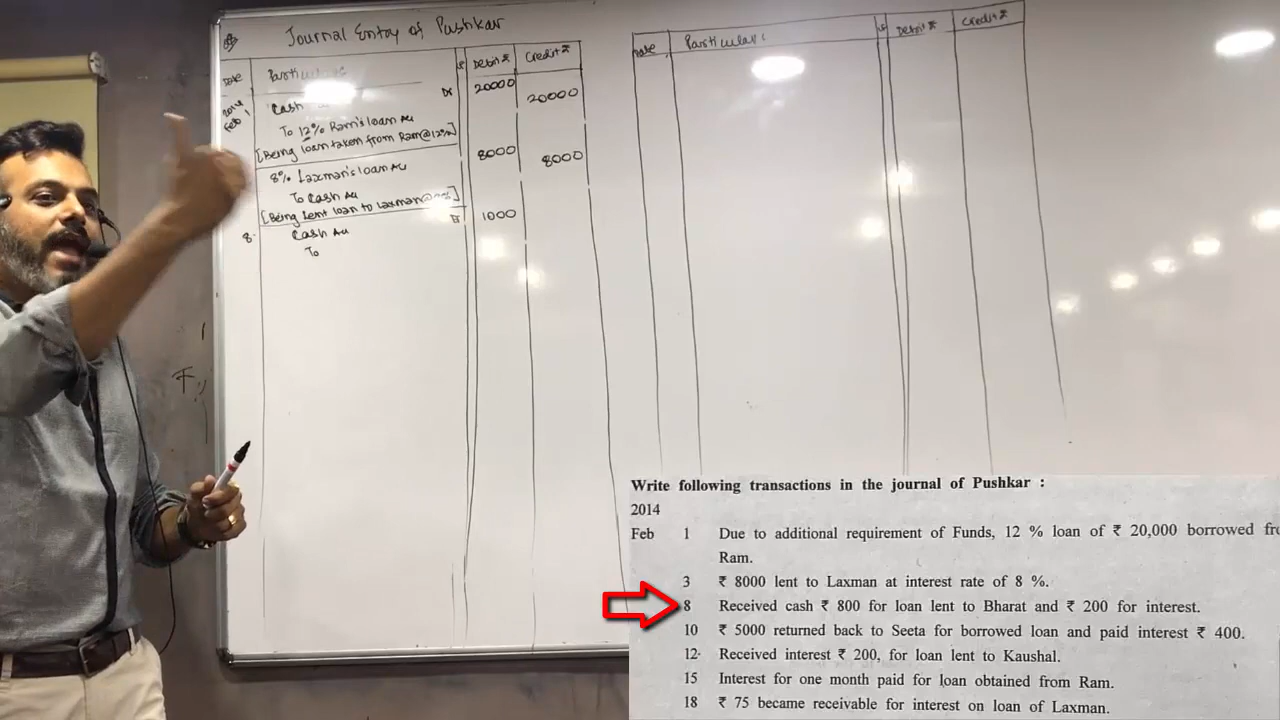 Journal Entry of Pushkar
Date Particulars Debit ₹ Credit ₹
2014
Feb 1 Cash Dr 20000
To 12% Ram's loan A/c 20000
[Being loan taken from Ram@12%]
8% Laxman's loan A/c 8000
To Cash A/c 8000
[Being Lent loan to Laxman@
8. Cash A/c Dr 1000
To
Date Particulars Debit ₹ Credit ₹
Write following transactions in the journal of Pushkar :
2014
Feb 1 Due to additional requirement of Funds, 12 % loan of ₹ 20,000 borrowed fro
Ram.
3 ₹ 8000 lent to Laxman at interest rate of 8 %.
8 Received cash ₹ 800 for loan lent to Bharat and ₹ 200 for interest.
10 ₹ 5000 returned back to Seeta for borrowed loan and paid interest ₹ 400.
12 Received interest ₹ 200, for loan lent to Kaushal.
15 Interest for one month paid for loan obtained from Ram.
18 ₹ 75 became receivable for interest on loan of Laxman.